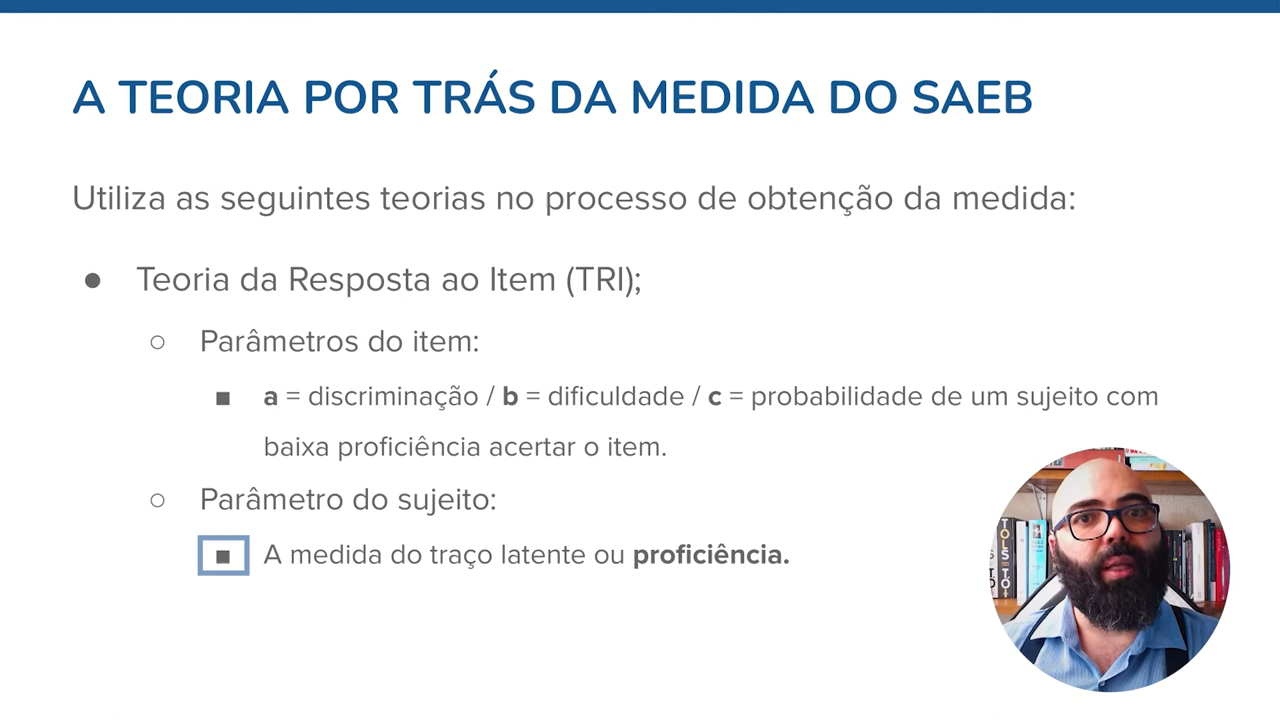 A TEORIA POR TRÁS DA MEDIDA DO SAEB
Utiliza as seguintes teorias no processo de obtenção da medida:
● Teoria da Resposta ao Item (TRI);
○ Parâmetros do item:
■ a = discriminação / b = dificuldade / c = probabilidade de um sujeito com
baixa proficiência acertar o item.
○ Parâmetro do sujeito:
■ A medida do traço latente ou proficiência.